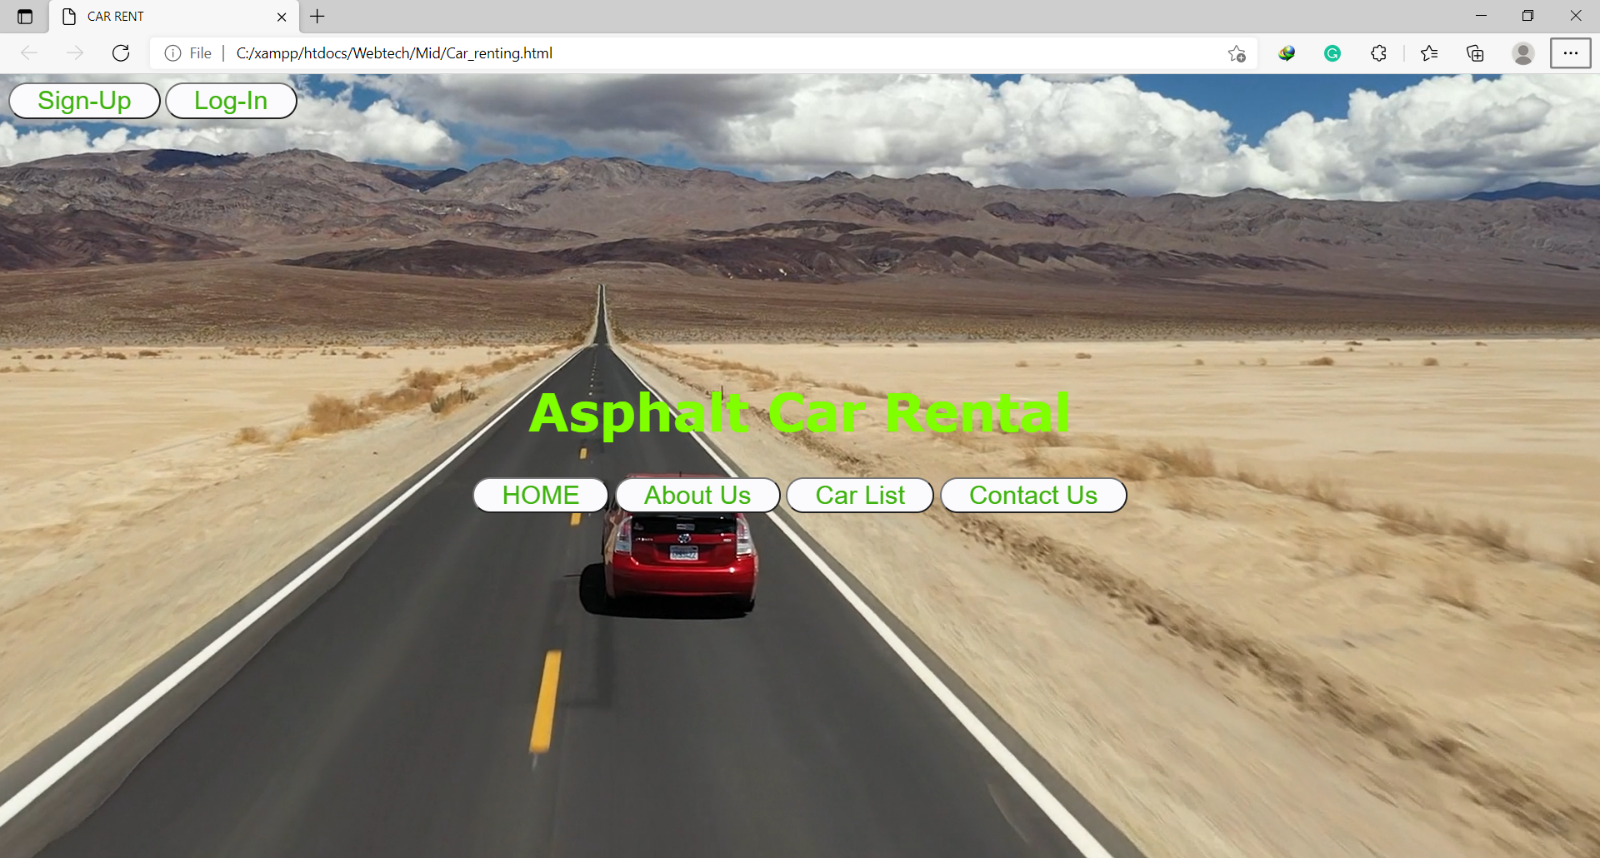 CAR RENT
File | C:/xampp/htdocs/Webtech/Mid/Car_renting.html
Sign-Up Log-In
Asphalt Car Rental
HOME About Us Car List Contact Us